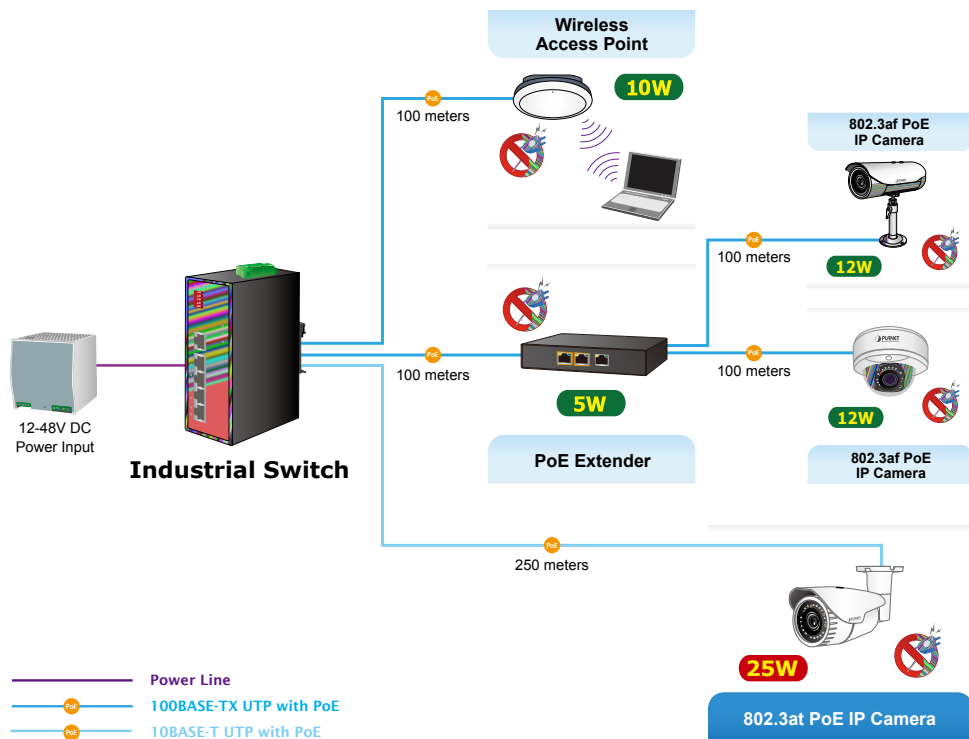 Wireless
Access Point
10W
PoE
100 meters
802.3af PoE
IP Camera
PLANET
PoE
100 meters
12W
PoE
100 meters
5W
PoE
100 meters
PLANET
12W
12-48V DC
Power Input
Industrial Switch
PoE Extender
802.3af PoE
IP Camera
PoE
250 meters
PLANET
25W
802.3at PoE IP Camera
Power Line
PoE
100BASE-TX UTP with PoE
PoE
10BASE-T UTP with PoE